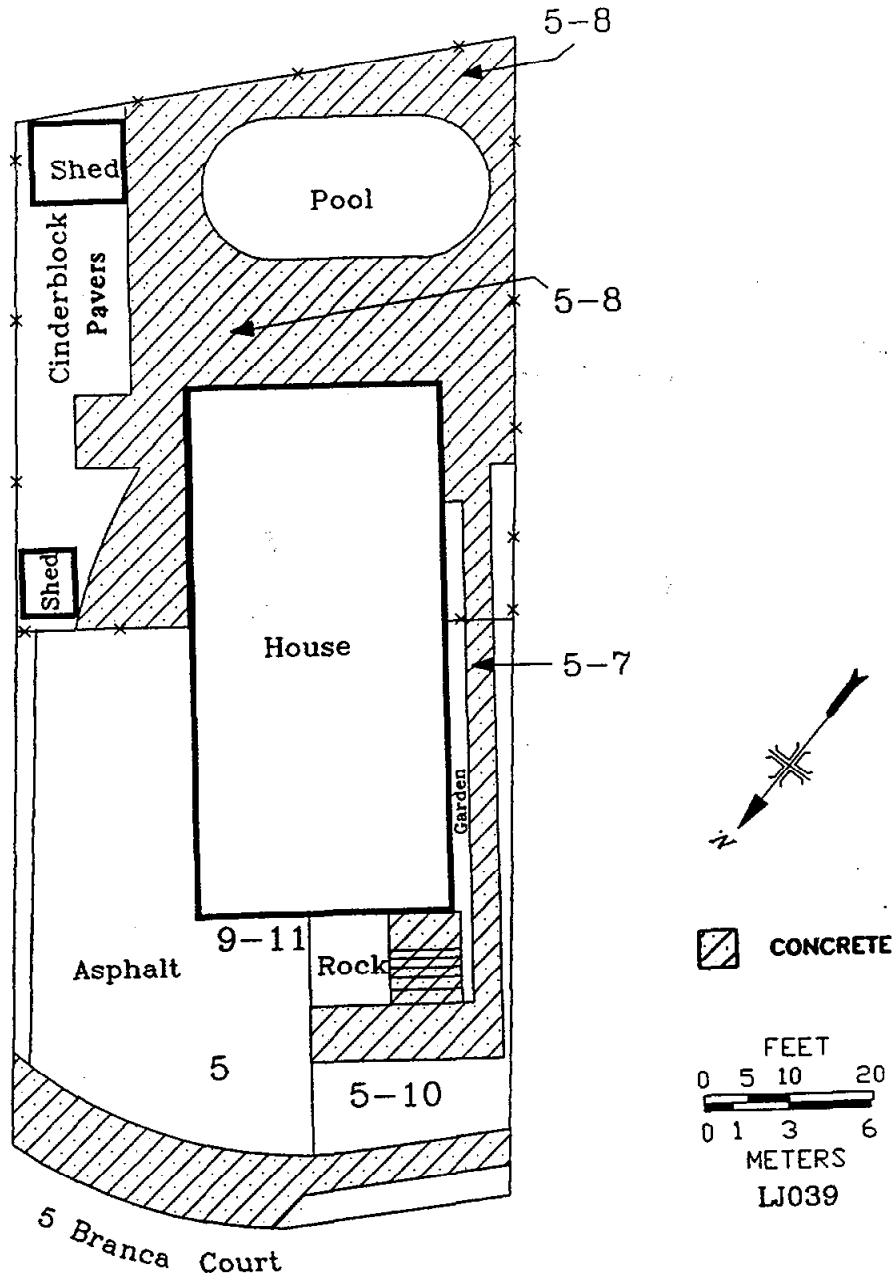 5-8
Shed
Pool
Cinderblock
Pavers
5-8
Shed
House
5-7
Garden
N
9-11
Rock
Asphalt
CONCRETE
5
5-10
FEET
0 5 10 20
0 1 3 6
METERS
LJ039
5 Branca Court